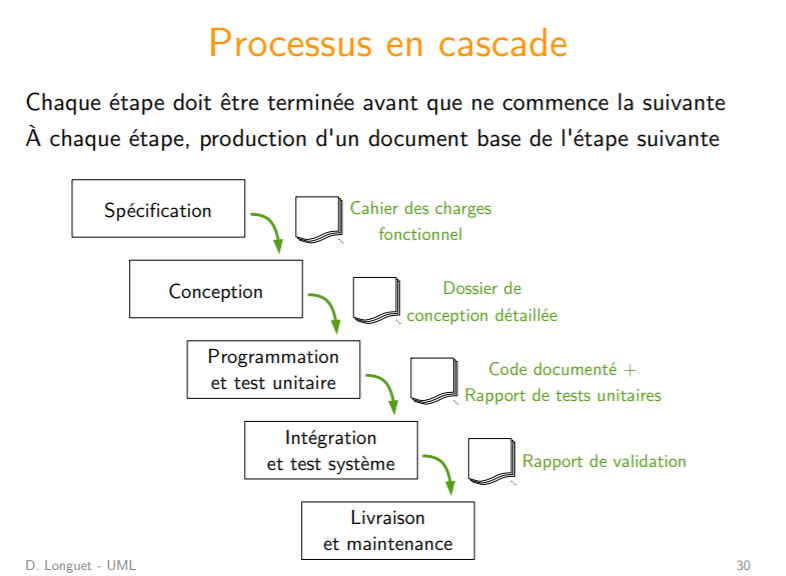 Processus en cascade
Chaque étape doit être terminée avant que ne commence la suivante
À chaque étape, production d'un document base de l'étape suivante
Spécification
Cahier des charges
fonctionnel
Conception
Dossier de
conception détaillée
Programmation
et test unitaire
Code documenté +
Rapport de tests unitaires
Intégration
et test système
Rapport de validation
Livraison
et maintenance
D. Longuet - UML
30